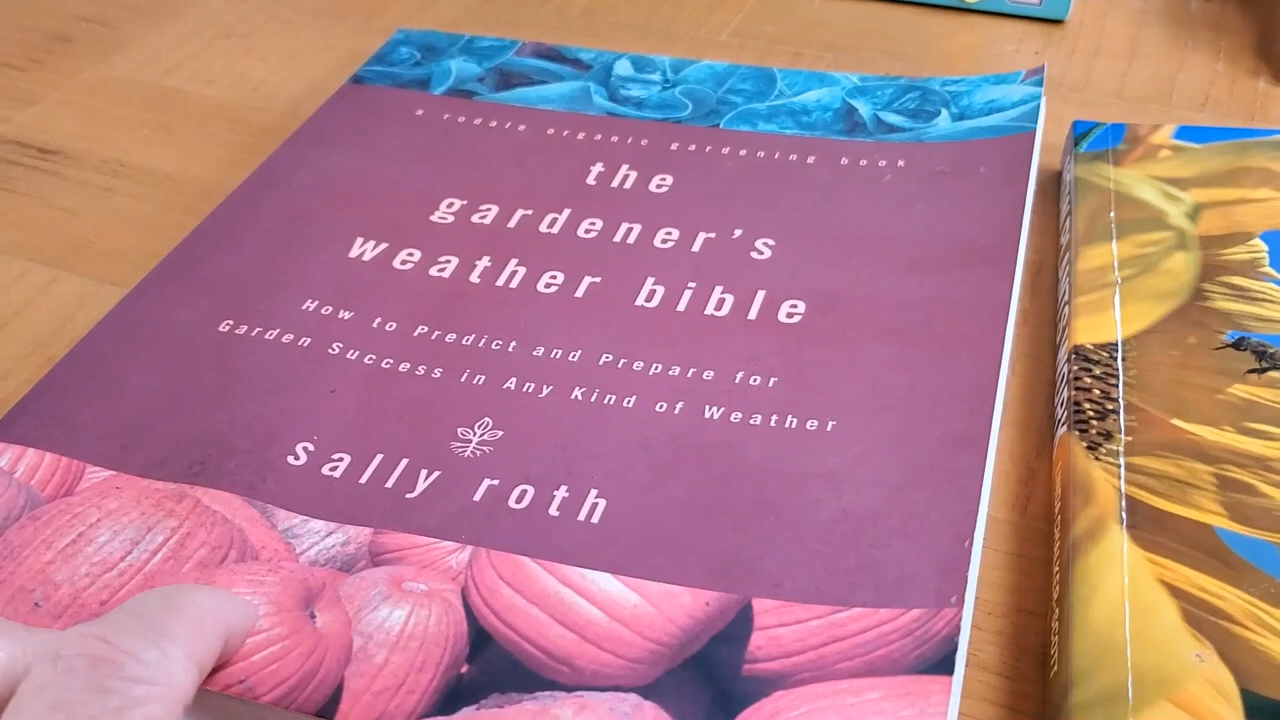 a rodale organic gardening book
the
gardener's
weather bible
How to Predict and Prepare for
Garden Success in Any Kind of Weather
sally roth